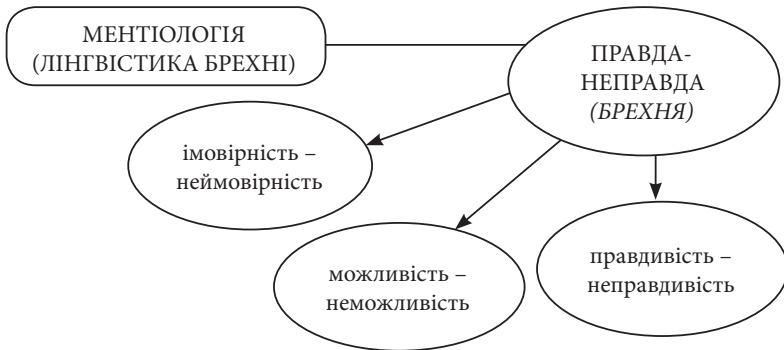 МЕНТІОЛОГІЯ
(ЛІНГВІСТИКА БРЕХНІ)
ПРАВДА-
НЕПРАВДА
(БРЕХНЯ)
імовірність –
неймовірність
можливість –
неможливість
правдивість –
неправдивість